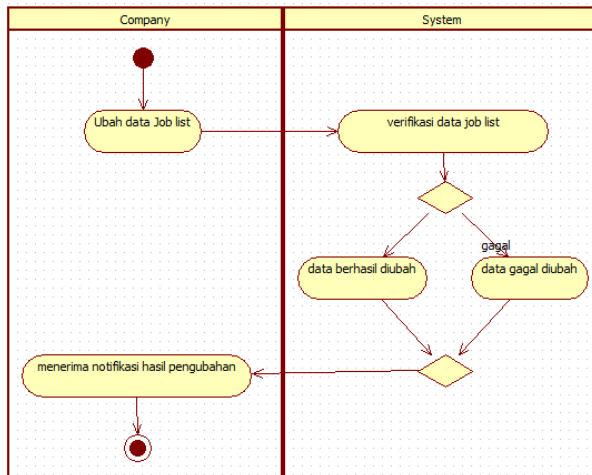 Company
System
Ubah data Job list
verifikasi data job list
gagal
data berhasil diubah
data gagal diubah
menerima notifikasi hasil pengubahan